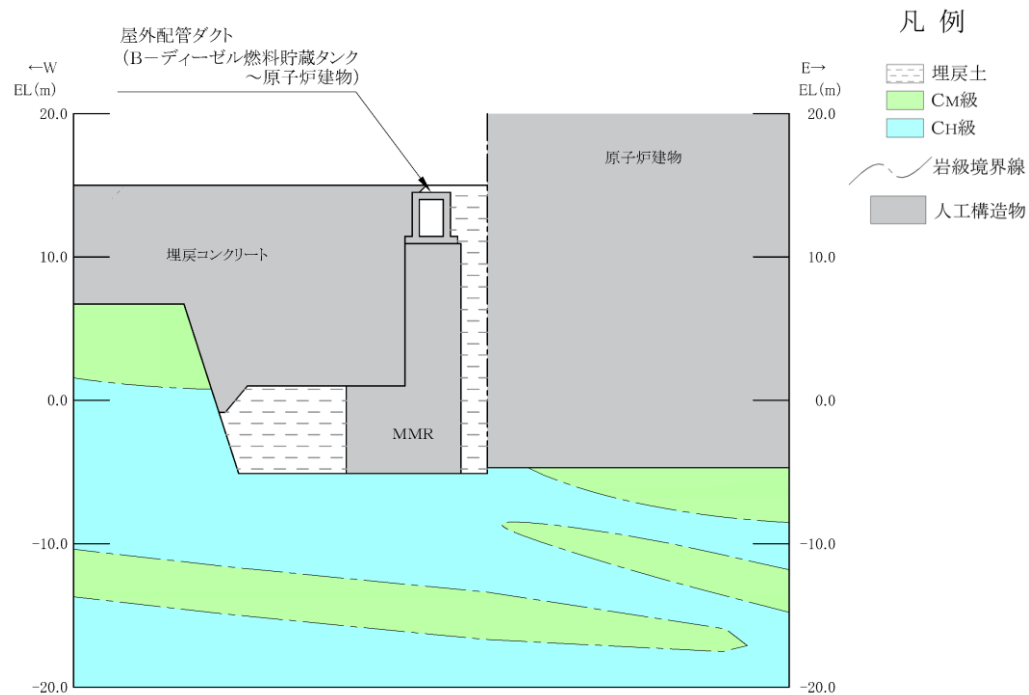 屋外配管ダクト
(B-ディーゼル燃料貯蔵タンク
～原子炉建物)
←W
EL(m)
20.0
10.0
0.0
-10.0
-20.0
埋戻コンクリート
MMR
原子炉建物
E→
EL(m)
20.0
10.0
0.0
-10.0
-20.0
凡 例
埋戻土
CM級
CH級
岩級境界線
人工構造物